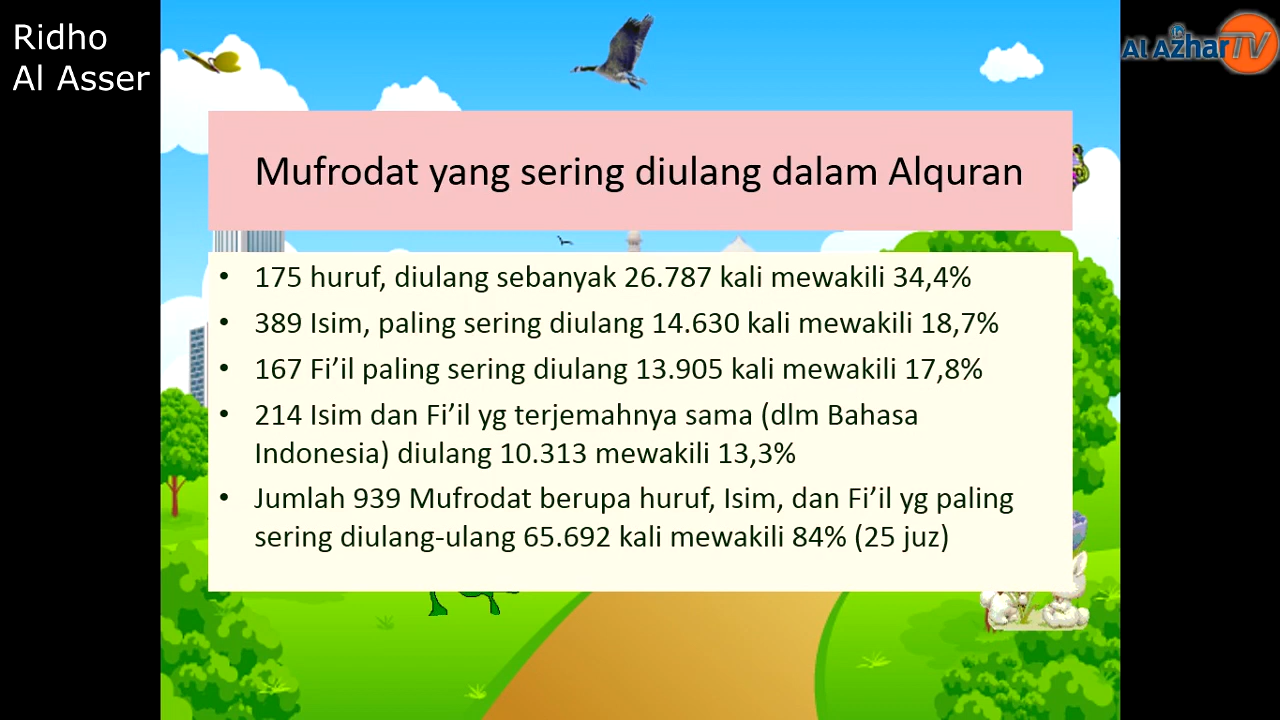 Ridho
Al Asser
Al AzharTV
Mufrodat yang sering diulang dalam Alquran
• 175 huruf, diulang sebanyak 26.787 kali mewakili 34,4%
• 389 Isim, paling sering diulang 14.630 kali mewakili 18,7%
• 167 Fi’il paling sering diulang 13.905 kali mewakili 17,8%
• 214 Isim dan Fi’il yg terjemahnya sama (dlm Bahasa
Indonesia) diulang 10.313 mewakili 13,3%
• Jumlah 939 Mufrodat berupa huruf, Isim, dan Fi’il yg paling
sering diulang-ulang 65.692 kali mewakili 84% (25 juz)